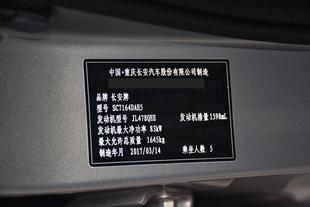 中国·重庆长安汽车股份有限公司制造
品牌 长安牌
型号 SC7164DAH5
发动机型号 JL478QEE 发动机排量 1598mL
发动机最大净功率 83kW
最大允许总质量 1645kg
制造年月 2017/03/14 乘坐人数 5